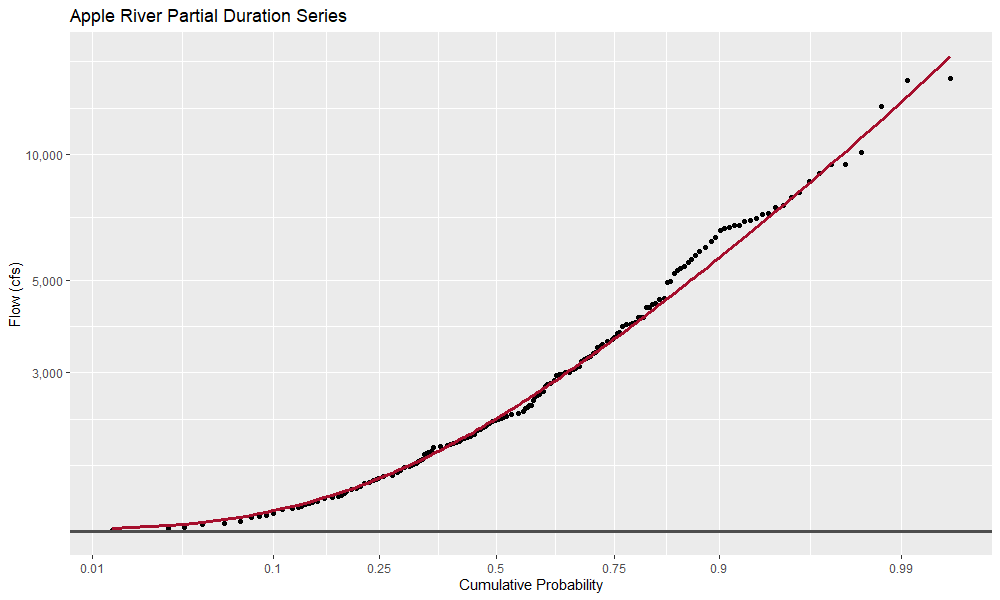 Apple River Partial Duration Series
10,000
5,000
3,000
Flow (cfs)
0.01 0.1 0.25 0.5 0.75 0.9 0.99
Cumulative Probability